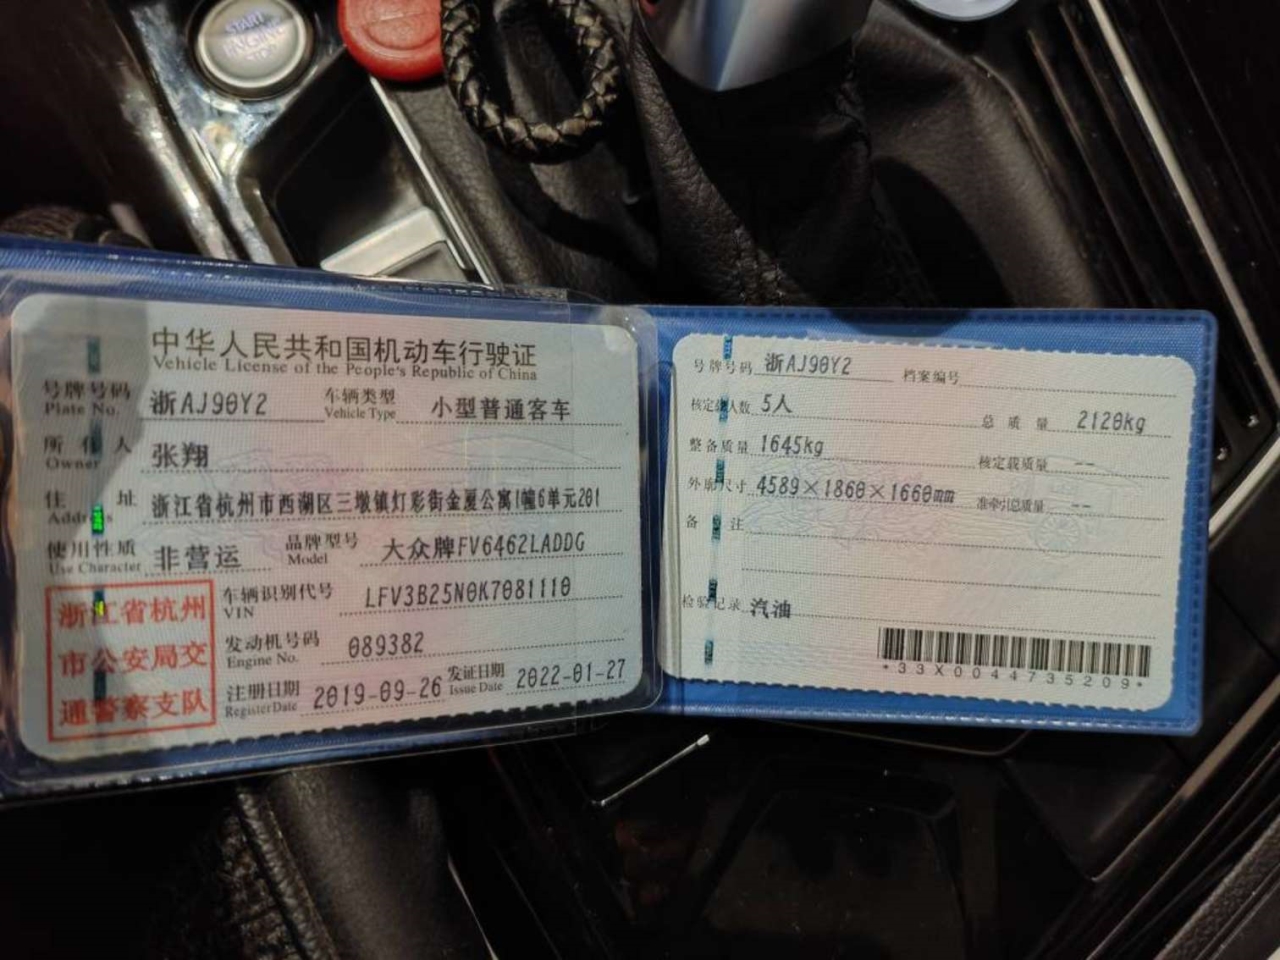 START
ENGINE
STOP
中华人民共和国机动车行驶证
Vehicle License of the People's Republic of China
号牌号码 浙AJ90Y2 车辆类型 小型普通客车
Plate No. Vehicle Type
所有人 张翔
Owner
住址 浙江省杭州市西湖区三墩镇灯彩街金厦公寓1幢6单元201
Address
使用性质 非营运 品牌型号 大众牌FV6462LADDG
Use Character Model
浙江省杭州
市公安局交
通警察支队
车辆识别代号 LFV3B25N0K7081110
VIN
发动机号码 089382
Engine No.
注册日期 2019-09-26 发证日期 2022-01-27
Register Date Issue Date
号牌号码 浙AJ90Y2 档案编号
核定载人数 5人 总质量 2120kg
整备质量 1645kg 核定载质量 --
外廓尺寸 4589×1860×1660mm 准牵引总质量 --
备注
检验记录 汽油
*33X0044735209*